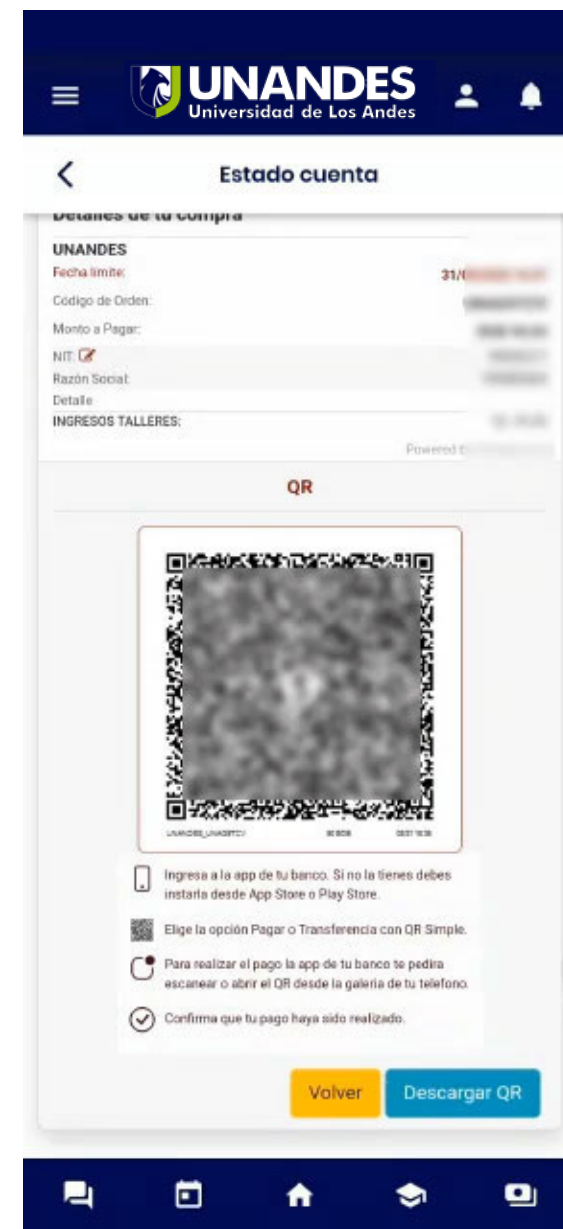 UNANDES
Universidad de Los Andes
Estado cuenta
Detalles de tu compra
UNANDES
Fecha limite: 31/0
Código de Orden:
Monto a Pagar:
NIT:
Razón Social:
Detalle
INGRESOS TALLERES:
Powered
QR
Ingresa a la app de tu banco. Si no la tienes debes
instarla desde App Store o Play Store.
Elige la opción Pagar o Transferencia con QR Simple.
Para realizar el pago la app de tu banco te pedira
escanear o abrir el QR desde la galeria de tu telefono.
Confirma que tu pago haya sido realizado.
Volver Descargar QR